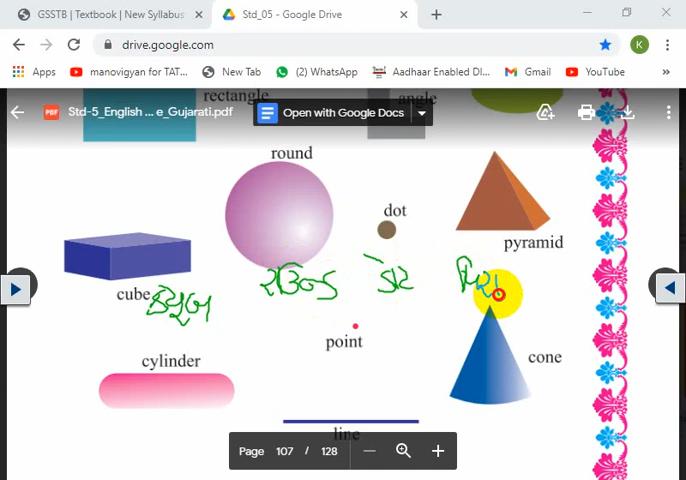 GSSTB | Textbook | New Syllabus
Std_05 - Google Drive
drive.google.com
K
Apps
manovigyan for TAT...
New Tab
(2) WhatsApp
Aadhaar Enabled DI...
Gmail
YouTube
»
rectangle
angle
Std-5_English ... e_Gujarati.pdf
Open with Google Docs
round
dot
pyramid
cube
point
cylinder
cone
line
Page 107 / 128